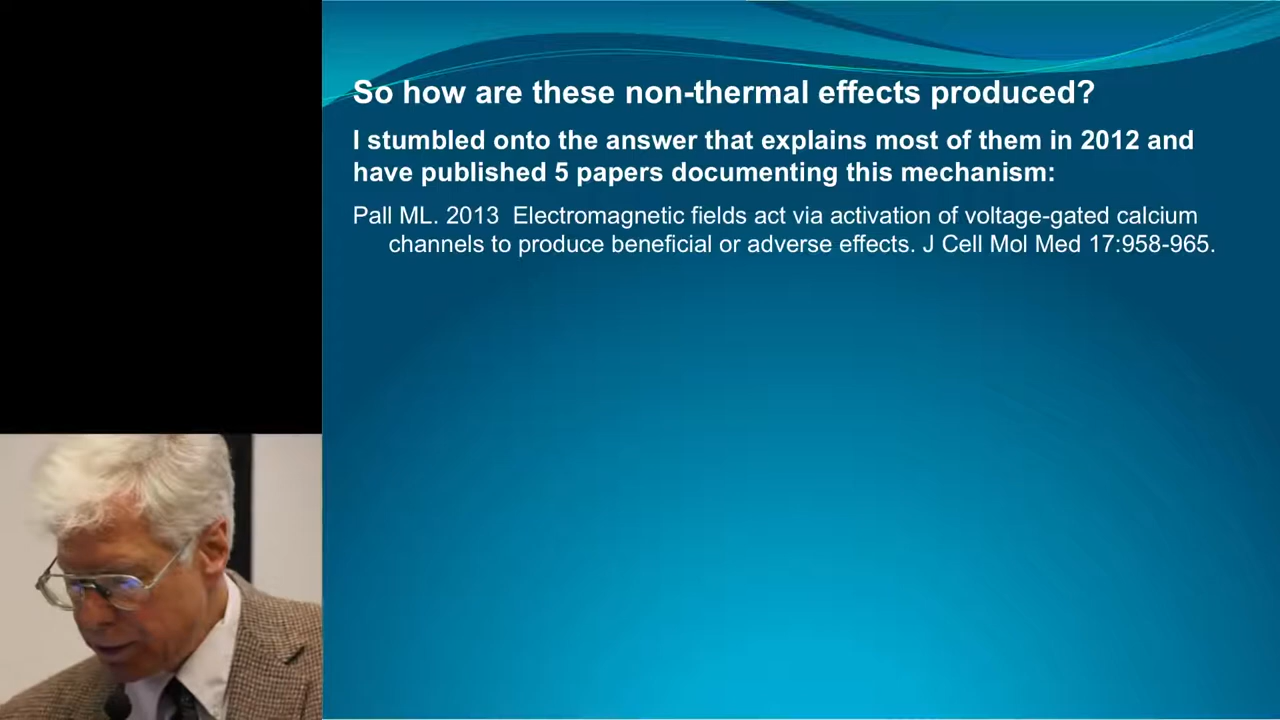 So how are these non-thermal effects produced?
I stumbled onto the answer that explains most of them in 2012 and
have published 5 papers documenting this mechanism:
Pall ML. 2013  Electromagnetic fields act via activation of voltage-gated calcium
channels to produce beneficial or adverse effects. J Cell Mol Med 17:958-965.